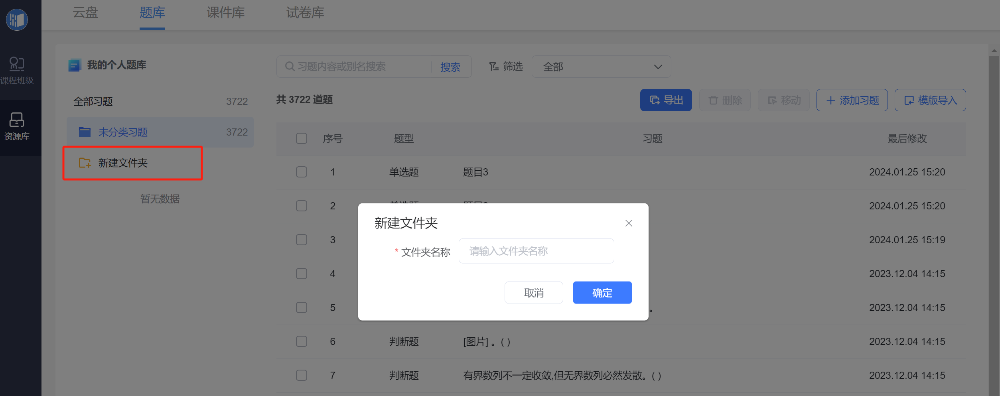 云盘 题库 课件库 试卷库
课程班级
资源库
我的个人题库
全部习题 3722
未分类习题 3722
新建文件夹
暂无数据
习题内容或别名搜索 搜索 筛选 全部
共 3722 道题 导出 删除 移动 添加习题 模版导入
序号 题型 习题 最后修改
1 单选题 题目3 2024.01.25 15:20
2 2024.01.25 15:20
3 2024.01.25 15:19
4 2023.12.04 14:15
5 。 2023.12.04 14:15
6 判断题 [图片] 。( ) 2023.12.04 14:15
7 判断题 有界数列不一定收敛,但无界数列必然发散。( ) 2023.12.04 14:15
新建文件夹
* 文件夹名称 请输入文件夹名称
取消 确定